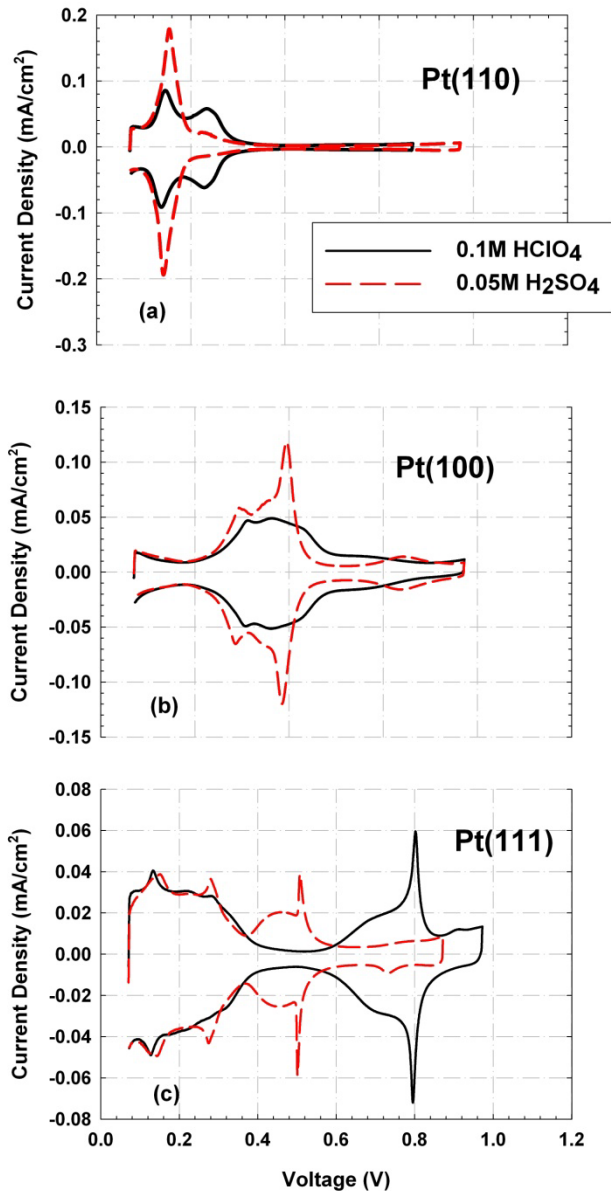 0.2
0.1
0.0
-0.1
-0.2
-0.3
Current Density (mA/cm²)
Pt(110)
0.1M HClO₄
0.05M H₂SO₄
(a)
0.15
0.10
0.05
0.00
-0.05
-0.10
-0.15
Current Density (mA/cm²)
Pt(100)
(b)
0.08
0.06
0.04
0.02
0.00
-0.02
-0.04
-0.06
-0.08
Current Density (mA/cm²)
Pt(111)
(c)
0.0 0.2 0.4 0.6 0.8 1.0 1.2
Voltage (V)